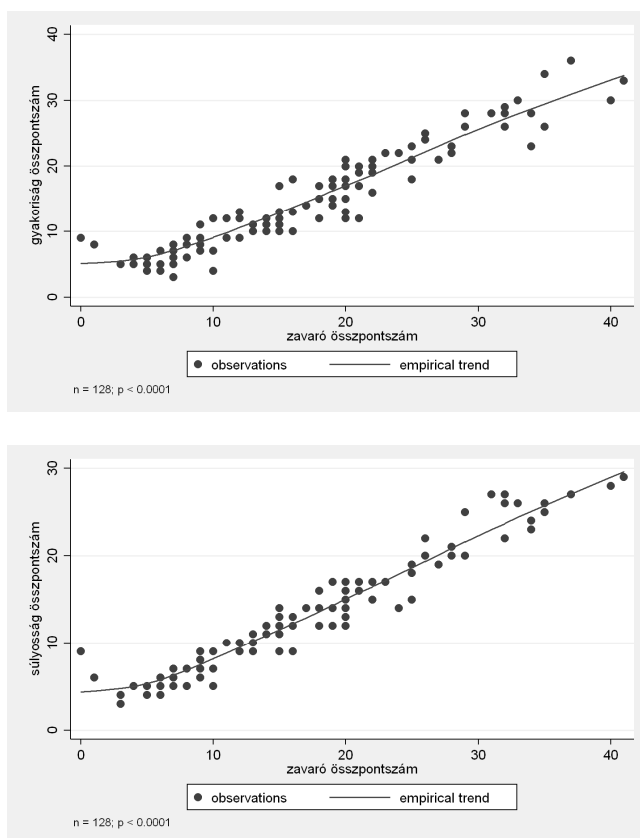 40
30
20
10
0
gyakoriság összpontszám
0 10 20 30 40
zavaró összpontszám
observations empirical trend
n = 128; p < 0.0001
30
20
10
0
súlyosság összpontszám
0 10 20 30 40
zavaró összpontszám
observations empirical trend
n = 128; p < 0.0001